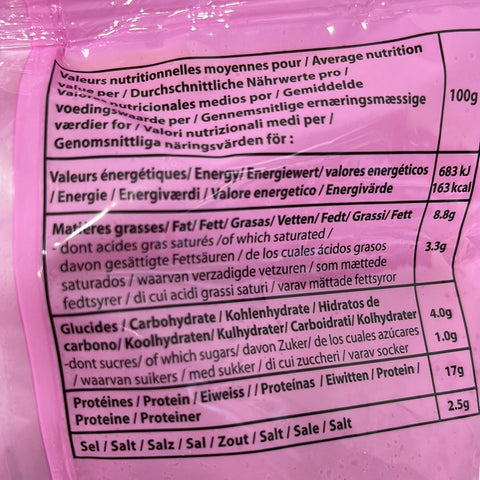 Valeurs nutritionnelles moyennes pour / Average nutrition
value per / Durchschnittliche Nährwerte pro /
Valores nutricionales medios por / Gemiddelde
voedingswaarde per / Gennemsnitlige ernæringsmæssige
værdier for / Valori nutrizionali medi per /
Genomsnittliga näringsvärden för :
100g
Valeurs énergétiques/ Energy/ Energiewert/ valores energéticos
/ Energie / Energiværdi / Valore energetico / Energivärde
683 kJ
163 kcal
Matières grasses/ Fat/ Fett/ Grasas/ Vetten/ Fedt/ Grassi/ Fett
8.8g
- dont acides gras saturés /of which saturated /
davon gesättigte Fettsäuren / de los cuales ácidos grasos
saturados / waarvan verzadigde vetzuren / som mættede
fedtsyrer / di cui acidi grassi saturi / varav mättade fettsyror
3.3g
Glucides / Carbohydrate / Kohlenhydrate / Hidratos de
carbono/ Koolhydraten/ Kulhydrater/ Carboidrati/ Kolhydrater
4.0g
-dont sucres/ of which sugars/ davon Zucker/ de los cuales azúcares
/ waarvan suikers / med sukker / di cui zuccheri / varav socker
1.0g
Protéines / Protein / Eiweiss / / Proteinas / Eiwitten / Protein /
Proteine / Proteiner
17g
Sel / Salt / Salz / Sal / Zout / Salt / Sale / Salt
2.5g